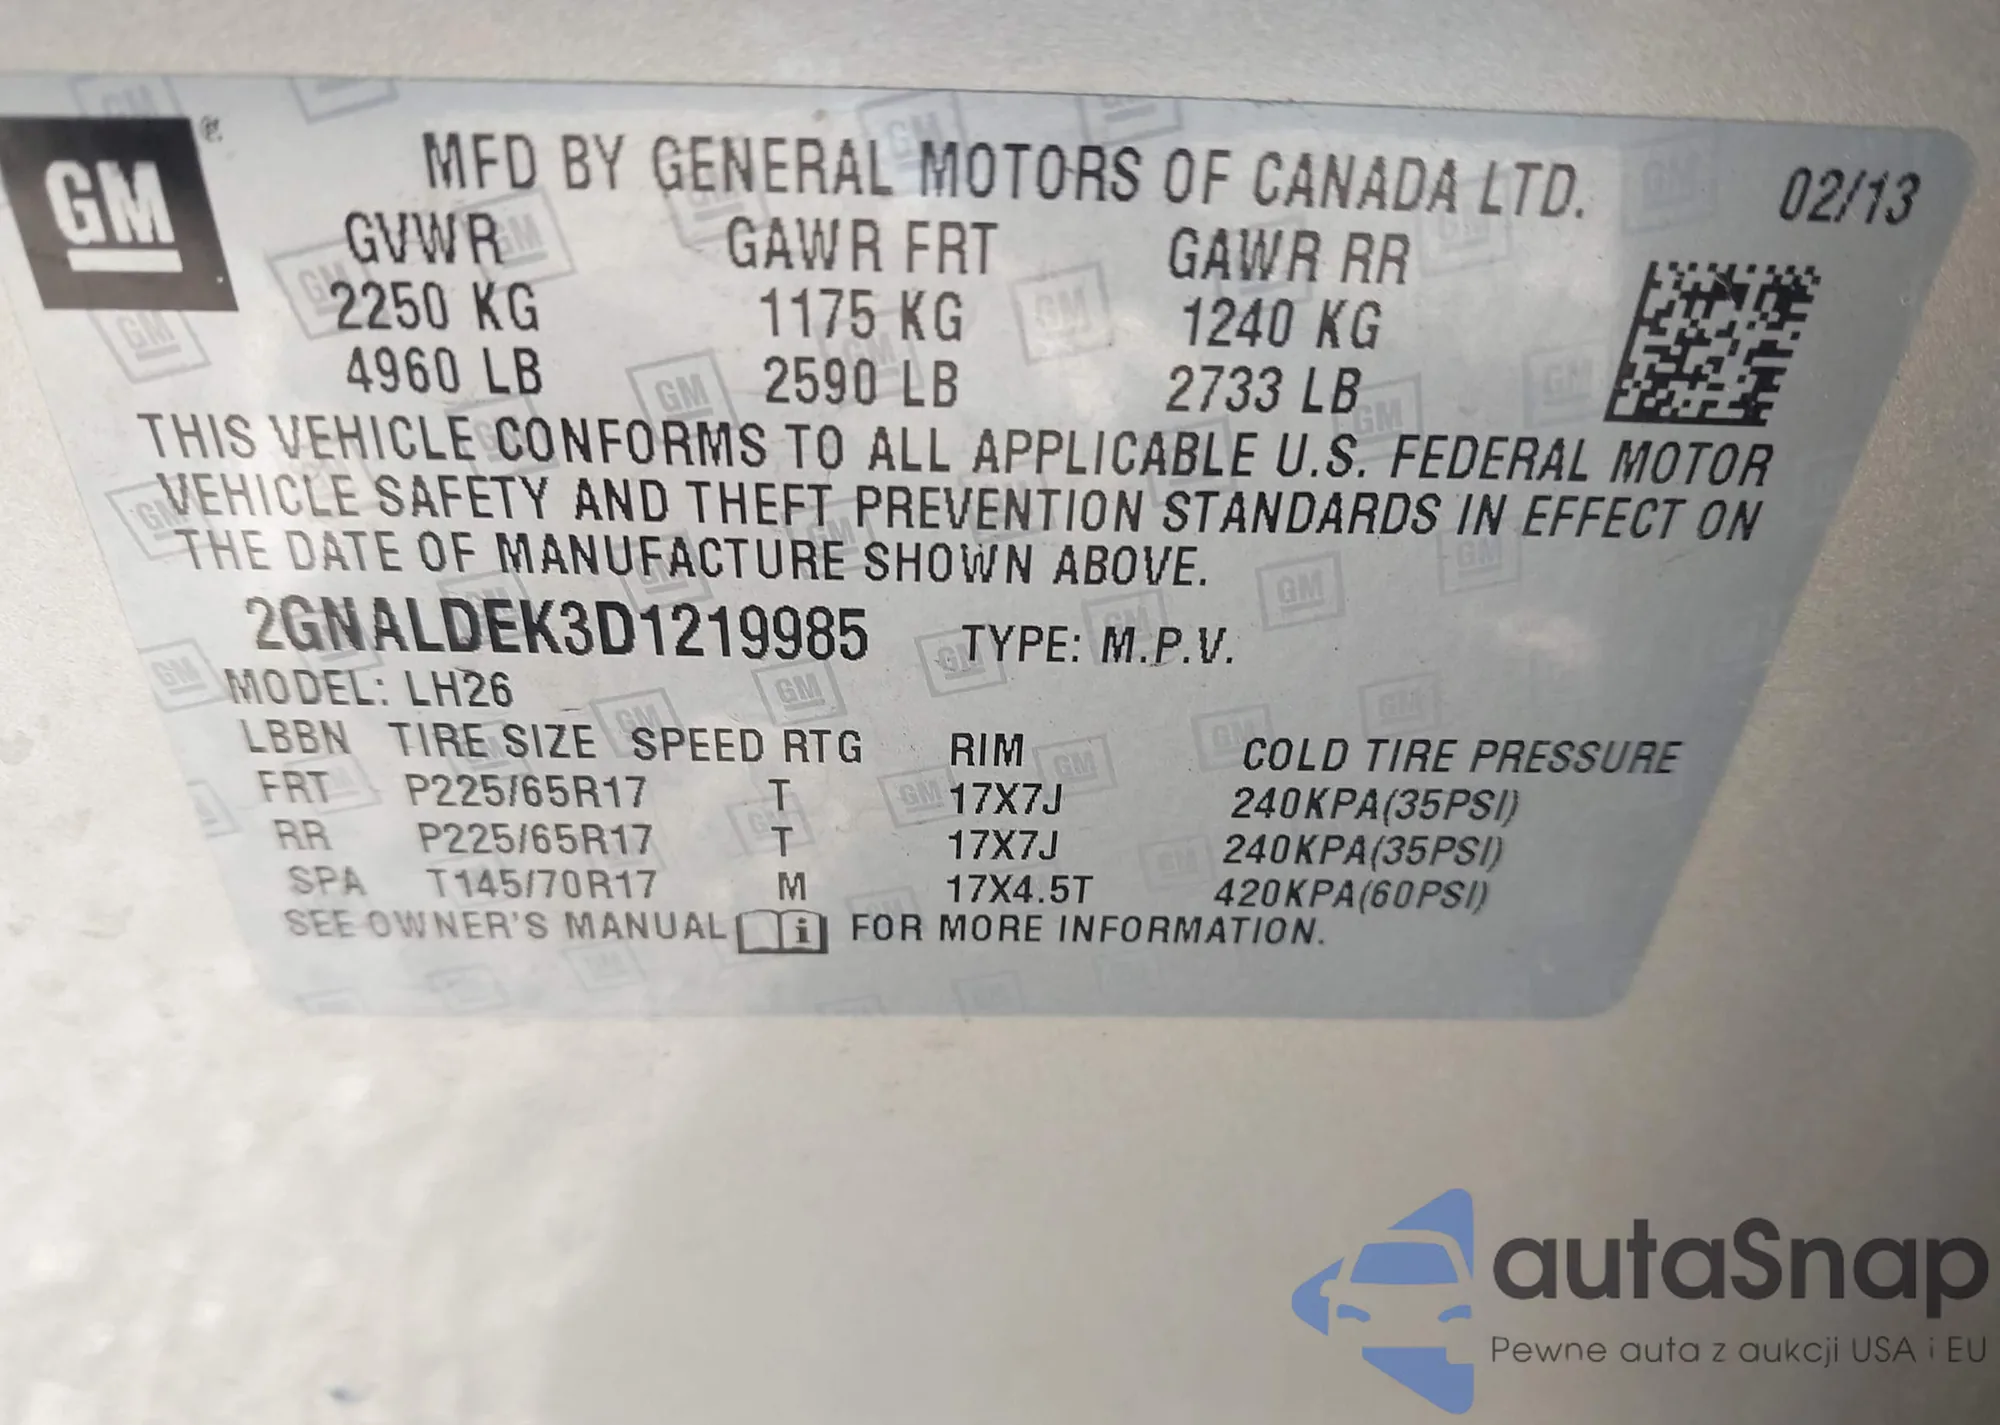 GM ®
MFD BY GENERAL MOTORS OF CANADA LTD. 02/13
GVWR GAWR FRT GAWR RR
2250 KG 1175 KG 1240 KG
4960 LB 2590 LB 2733 LB
THIS VEHICLE CONFORMS TO ALL APPLICABLE U.S. FEDERAL MOTOR
VEHICLE SAFETY AND THEFT PREVENTION STANDARDS IN EFFECT ON
THE DATE OF MANUFACTURE SHOWN ABOVE.
2GNALDEK3D1219985 TYPE: M.P.V.
MODEL: LH26
LBBN TIRE SIZE SPEED RTG RIM COLD TIRE PRESSURE
FRT P225/65R17 T 17X7J 240KPA(35PSI)
RR P225/65R17 T 17X7J 240KPA(35PSI)
SPA T145/70R17 M 17X4.5T 420KPA(60PSI)
SEE OWNER'S MANUAL i FOR MORE INFORMATION.
autaSnap
Pewne auta z aukcji USA i EU